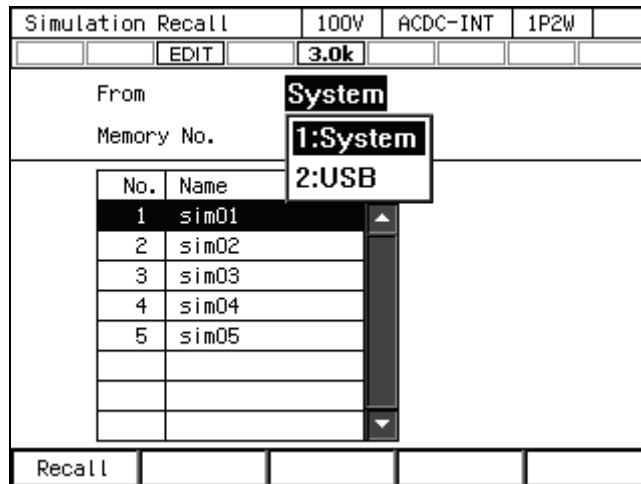 Simulation Recall 100V ACDC-INT 1P2W
EDIT 3.0k
From System
Memory No. 1:System
2:USB
No. Name
1 sim01
2 sim02
3 sim03
4 sim04
5 sim05
Recall